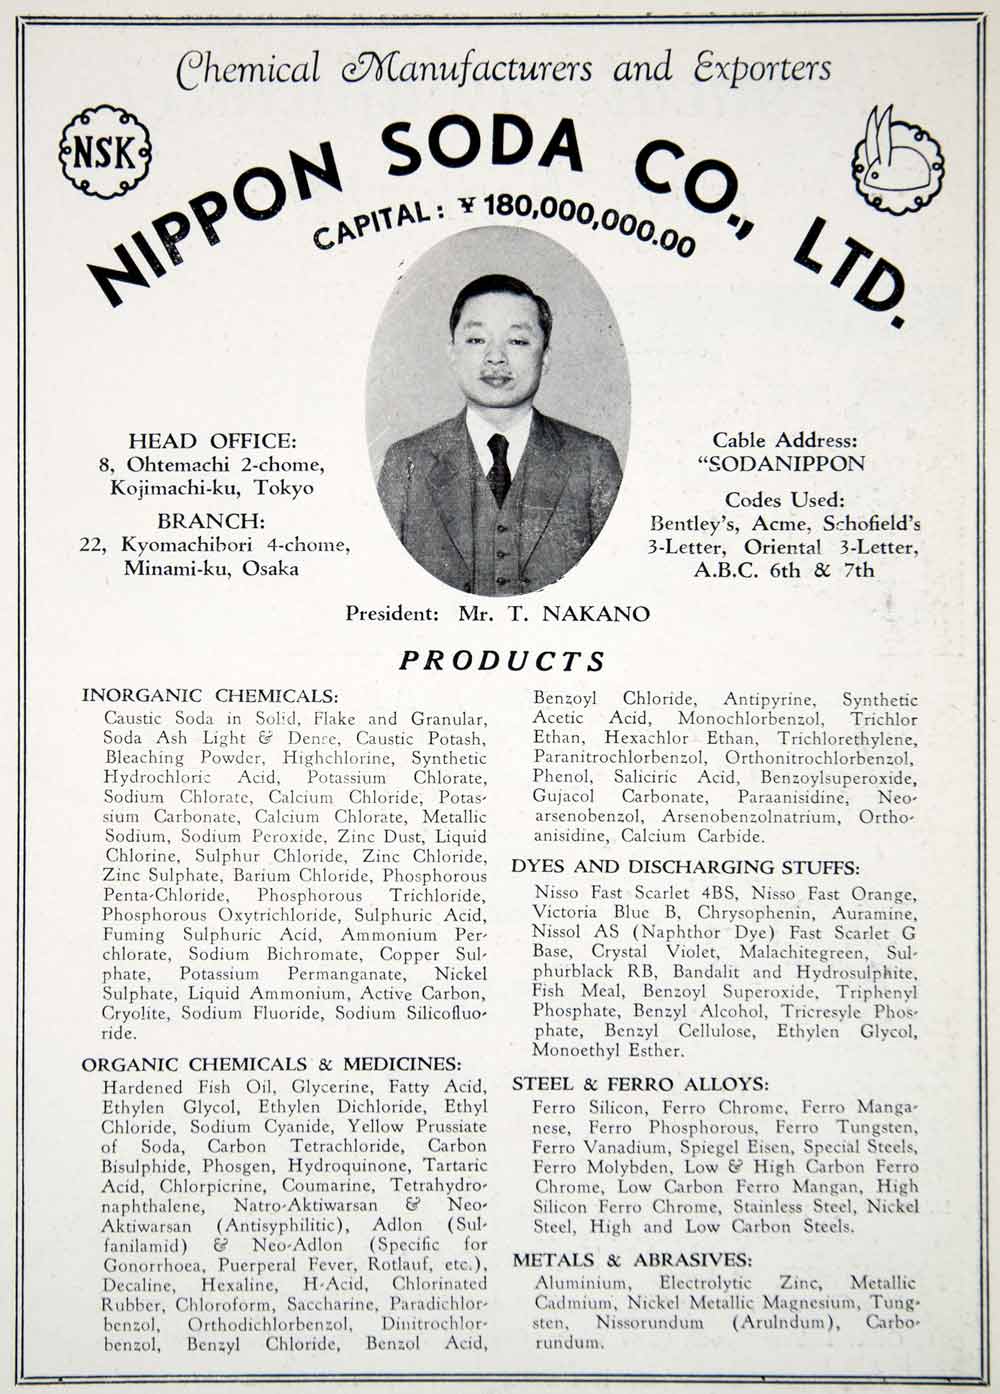 Chemical Manufacturers and Exporters
NSK
NIPPON SODA CO., LTD.
CAPITAL: ¥ 180,000,000.00
HEAD OFFICE:
8, Ohtemachi 2-chome,
Kojimachi-ku, Tokyo
BRANCH:
22, Kyomachibori 4-chome,
Minami-ku, Osaka
Cable Address:
“SODANIPPON
Codes Used:
Bentley's, Acme, Schofield's
3-Letter, Oriental 3-Letter,
A.B.C. 6th & 7th
President: Mr. T. NAKANO
PRODUCTS
INORGANIC CHEMICALS:
Caustic Soda in Solid, Flake and Granular,
Soda Ash Light & Dense, Caustic Potash,
Bleaching Powder, Highchlorine, Synthetic
Hydrochloric Acid, Potassium Chlorate,
Sodium Chlorate, Calcium Chloride, Potas-
sium Carbonate, Calcium Chlorate, Metallic
Sodium, Sodium Peroxide, Zinc Dust, Liquid
Chlorine, Sulphur Chloride, Zinc Chloride,
Zinc Sulphate, Barium Chloride, Phosphorous
Penta-Chloride, Phosphorous Trichloride,
Phosphorous Oxytrichloride, Sulphuric Acid,
Fuming Sulphuric Acid, Ammonium Per-
chlorate, Sodium Bichromate, Copper Sul-
phate, Potassium Permanganate, Nickel
Sulphate, Liquid Ammonium, Active Carbon,
Cryolite, Sodium Fluoride, Sodium Silicofluo-
ride.
ORGANIC CHEMICALS & MEDICINES:
Hardened Fish Oil, Glycerine, Fatty Acid,
Ethylen Glycol, Ethylen Dichloride, Ethyl
Chloride, Sodium Cyanide, Yellow Prussiate
of Soda, Carbon Tetrachloride, Carbon
Bisulphide, Phosgen, Hydroquinone, Tartaric
Acid, Chlorpicrine, Coumarine, Tetrahydro-
naphthalene, Natro-Aktiwarsan & Neo-
Aktiwarsan (Antisyphilitic), Adlon (Sul-
fanilamid) & Neo-Adlon (Specific for
Gonorrhoea, Puerperal Fever, Rotlauf, etc.),
Decaline, Hexaline, H-Acid, Chlorinated
Rubber, Chloroform, Saccharine, Paradichlor-
benzol, Orthodichlorbenzol, Dinitrochlor-
benzol, Benzyl Chloride, Benzol Acid,
Benzoyl Chloride, Antipyrine, Synthetic
Acetic Acid, Monochlorbenzol, Trichlor
Ethan, Hexachlor Ethan, Trichlorethylene,
Paranitrochlorbenzol, Orthonitrochlorbenzol,
Phenol, Saliciric Acid, Benzoylsuperoxide,
Gujacol Carbonate, Paraanisidine, Neo-
arsenobenzol, Arsenobenzolnatrium, Ortho-
anisidine, Calcium Carbide.
DYES AND DISCHARGING STUFFS:
Nisso Fast Scarlet 4BS, Nisso Fast Orange,
Victoria Blue B, Chrysophenin, Auramine,
Nissol AS (Naphthor Dye) Fast Scarlet G
Base, Crystal Violet, Malachitegreen, Sul-
phurblack RB, Bandalit and Hydrosulphite,
Fish Meal, Benzoyl Superoxide, Triphenyl
Phosphate, Benzyl Alcohol, Tricresyle Phos-
phate, Benzyl Cellulose, Ethylen Glycol,
Monoethyl Esther.
STEEL & FERRO ALLOYS:
Ferro Silicon, Ferro Chrome, Ferro Manga-
nese, Ferro Phosphorous, Ferro Tungsten,
Ferro Vanadium, Spiegel Eisen, Special Steels,
Ferro Molybden, Low & High Carbon Ferro
Chrome, Low Carbon Ferro Mangan, High
Silicon Ferro Chrome, Stainless Steel, Nickel
Steel, High and Low Carbon Steels.
METALS & ABRASIVES:
Aluminium, Electrolytic Zinc, Metallic
Cadmium, Nickel Metallic Magnesium, Tung-
sten, Nissorundum (Arulndum), Carbo-
rundum.